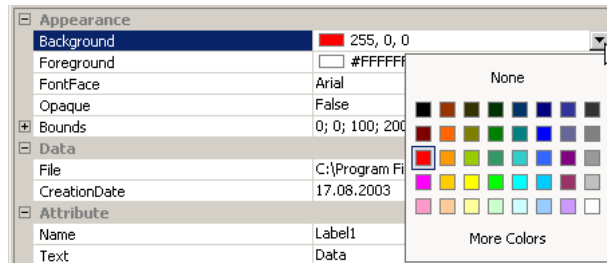 Appearance
Background 255, 0, 0
Foreground #FFFFFF
None
FontFace Arial
Opaque False
Bounds 0; 0; 100; 200
Data
File C:\Program Fi
CreationDate 17.08.2003
Attribute
Name Label1
More Colors
Text Data